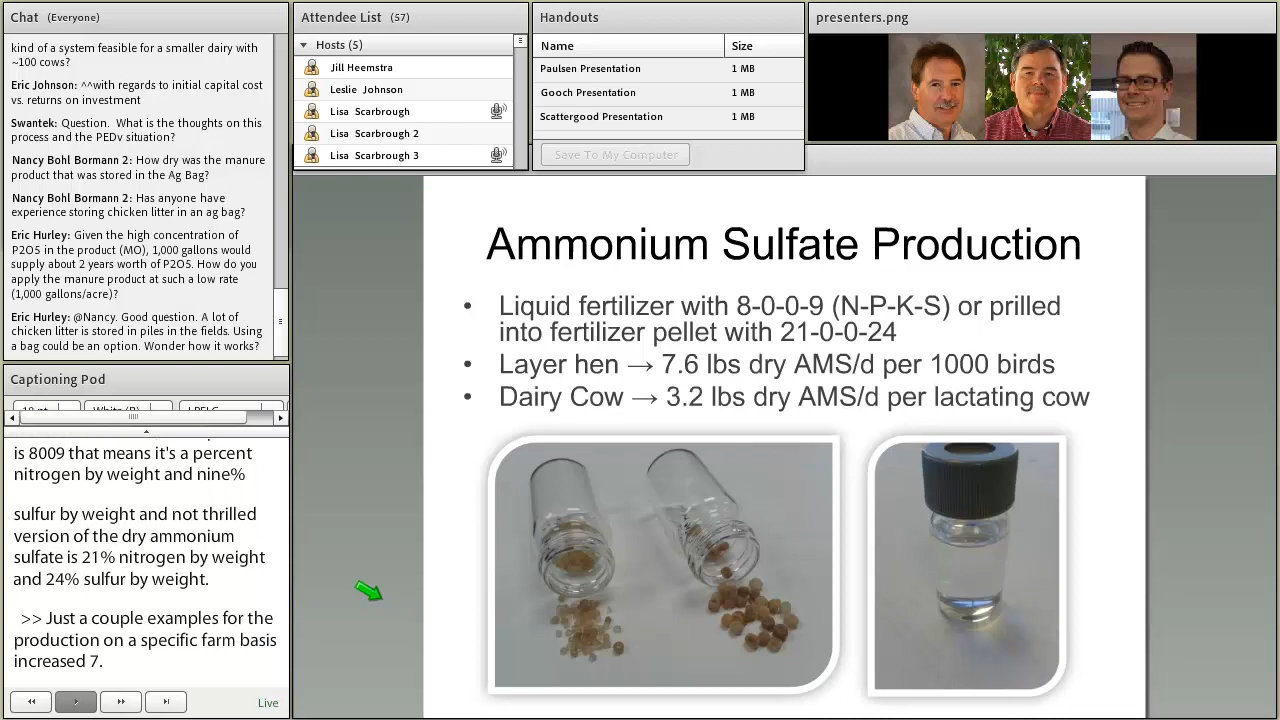 Chat (Everyone)
kind of a system feasible for a smaller dairy with
~100 cows?
Eric Johnson: ^^with regards to initial capital cost
vs. returns on investment
Swantek: Question. What is the thoughts on this
process and the PEDv situation?
Nancy Bohl Bormann 2: How dry was the manure
product that was stored in the Ag Bag?
Nancy Bohl Bormann 2: Has anyone have
experience storing chicken litter in an ag bag?
Eric Hurley: Given the high concentration of
P2O5 in the product (MO), 1,000 gallons would
supply about 2 years worth of P2O5. How do you
apply the manure product at such a low rate
(1,000 gallons/acre)?
Eric Hurley: @Nancy. Good question. A lot of
chicken litter is stored in piles in the fields. Using
a bag could be an option. Wonder how it works?
Captioning Pod
is 8009 that means it's a percent
nitrogen by weight and nine%
sulfur by weight and not thrilled
version of the dry ammonium
sulfate is 21% nitrogen by weight
and 24% sulfur by weight.
>> Just a couple examples for the
production on a specific farm basis
increased 7.
Live
Attendee List (57)
Hosts (5)
Jill Heemstra
Leslie Johnson
Lisa Scarbrough
Lisa Scarbrough 2
Lisa Scarbrough 3
Handouts
Name Size
Paulsen Presentation 1 MB
Gooch Presentation 1 MB
Scattergood Presentation 1 MB
Save To My Computer
presenters.png
Ammonium Sulfate Production
• Liquid fertilizer with 8-0-0-9 (N-P-K-S) or prilled
into fertilizer pellet with 21-0-0-24
• Layer hen → 7.6 lbs dry AMS/d per 1000 birds
• Dairy Cow → 3.2 lbs dry AMS/d per lactating cow